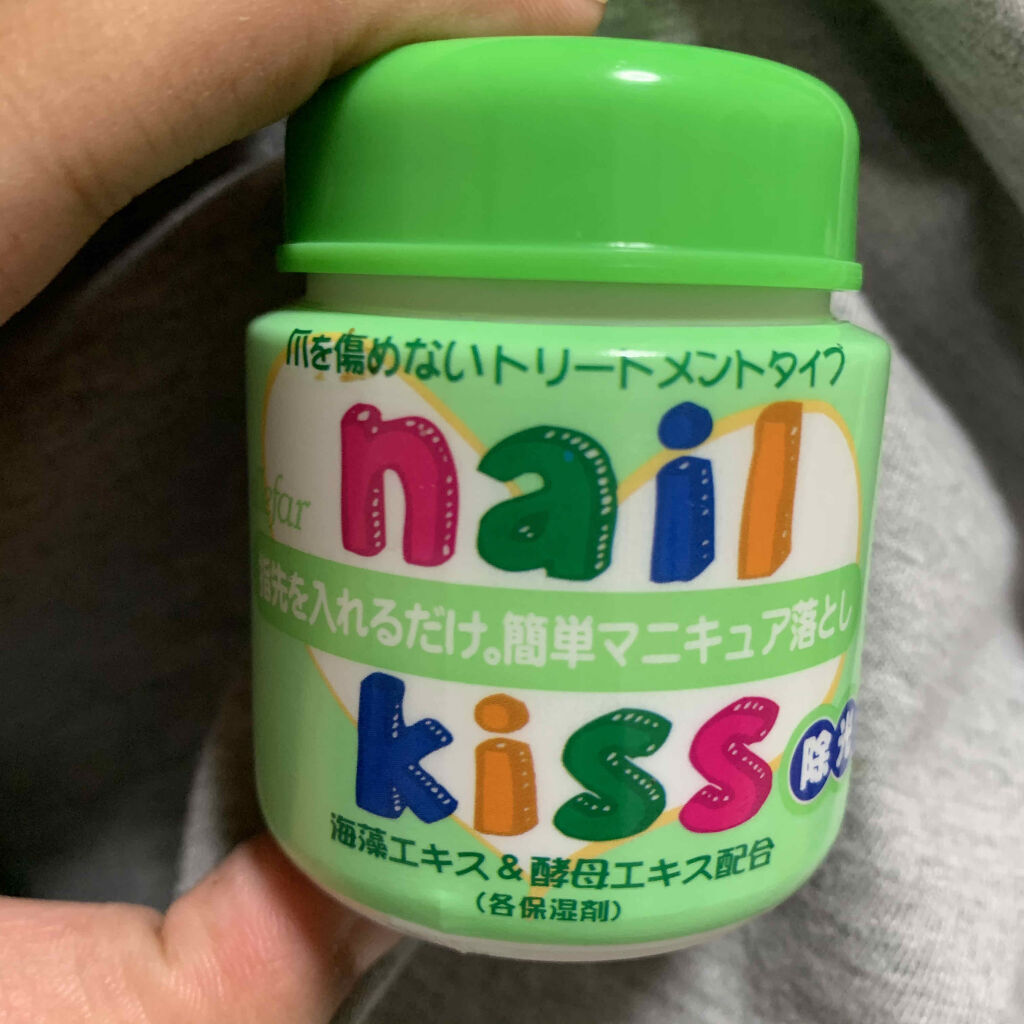 爪を傷めないトリートメントタイプ
nail
指先を入れるだけ。簡単マニキュア落とし
kiss
除光
海藻エキス&酵母エキス配合
(各保湿剤)